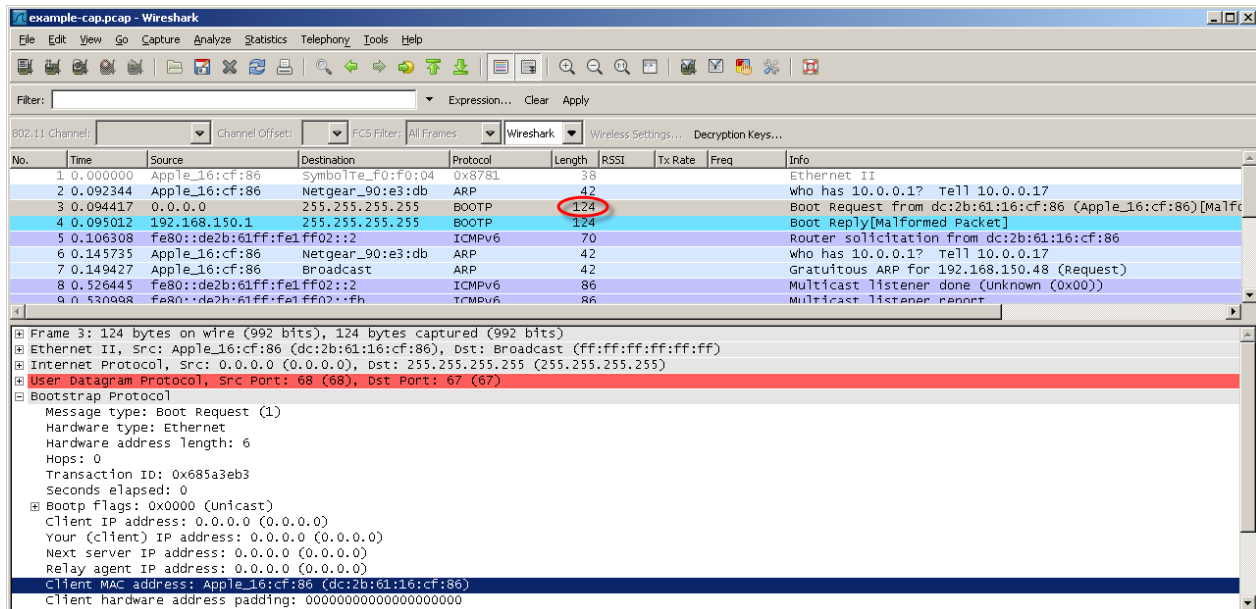 example-cap.pcap - Wireshark
File Edit View Go Capture Analyze Statistics Telephony Tools Help
Filter: Expression... Clear Apply
802.11 Channel: Channel Offset: FCS Filter: All Frames Wireshark Wireless Settings... Decryption Keys...
No. Time Source Destination Protocol Length RSSI Tx Rate Freq Info
1 0.000000 Apple_16:cf:86 SymbolTe_f0:f0:04 0x8781 38 Ethernet II
2 0.092344 Apple_16:cf:86 Netgear_90:e3:db ARP 42 who has 10.0.0.1? Tell 10.0.0.17
3 0.094417 0.0.0.0 255.255.255.255 BOOTP 124 Boot Request from dc:2b:61:16:cf:86 (Apple_16:cf:86)[Malfo
4 0.095012 192.168.150.1 255.255.255.255 BOOTP 124 Boot Reply[Malformed Packet]
5 0.106308 fe80::de2b:61ff:fe1 ff02::2 ICMPv6 70 Router solicitation from dc:2b:61:16:cf:86
6 0.145735 Apple_16:cf:86 Netgear_90:e3:db ARP 42 who has 10.0.0.1? Tell 10.0.0.17
7 0.149427 Apple_16:cf:86 Broadcast ARP 42 Gratuitous ARP for 192.168.150.48 (Request)
8 0.526445 fe80::de2b:61ff:fe1 ff02::2 ICMPv6 86 Multicast listener done (Unknown (0x00))
9 0.530998 fe80::de2b:61ff:fe1 ff02::fb ICMPv6 86 Multicast listener report
Frame 3: 124 bytes on wire (992 bits), 124 bytes captured (992 bits)
Ethernet II, Src: Apple_16:cf:86 (dc:2b:61:16:cf:86), Dst: Broadcast (ff:ff:ff:ff:ff:ff)
Internet Protocol, Src: 0.0.0.0 (0.0.0.0), Dst: 255.255.255.255 (255.255.255.255)
User Datagram Protocol, Src Port: 68 (68), Dst Port: 67 (67)
Bootstrap Protocol
Message type: Boot Request (1)
Hardware type: Ethernet
Hardware address length: 6
Hops: 0
Transaction ID: 0x685a3eb3
Seconds elapsed: 0
Bootp flags: 0x0000 (Unicast)
Client IP address: 0.0.0.0 (0.0.0.0)
Your (client) IP address: 0.0.0.0 (0.0.0.0)
Next server IP address: 0.0.0.0 (0.0.0.0)
Relay agent IP address: 0.0.0.0 (0.0.0.0)
Client MAC address: Apple_16:cf:86 (dc:2b:61:16:cf:86)
Client hardware address padding: 00000000000000000000